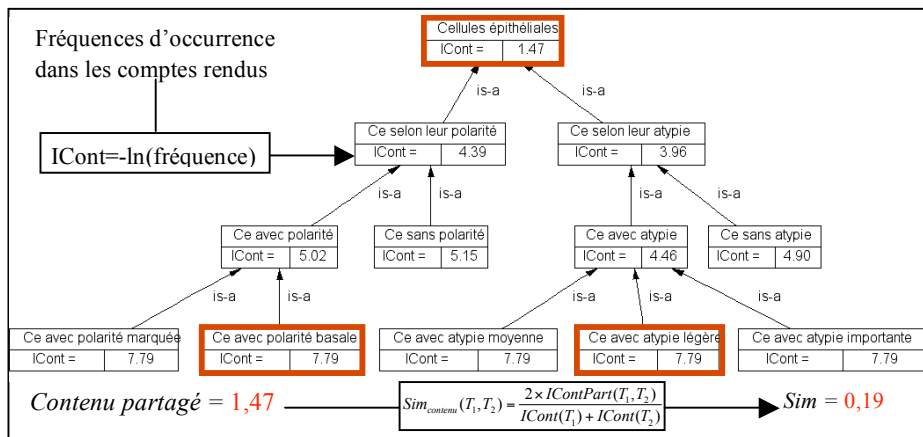 Fréquences d'occurrence
dans les comptes rendus
ICont=-ln(fréquence)
Cellules épithéliales
ICont = 1.47
is-a is-a
Ce selon leur polarité
ICont = 4.39
Ce selon leur atypie
ICont = 3.96
is-a is-a is-a is-a
Ce avec polarité
ICont = 5.02
Ce sans polarité
ICont = 5.15
Ce avec atypie
ICont = 4.46
Ce sans atypie
ICont = 4.90
is-a is-a is-a is-a is-a
Ce avec polarité marquée
ICont = 7.79
Ce avec polarité basale
ICont = 7.79
Ce avec atypie moyenne
ICont = 7.79
Ce avec atypie légère
ICont = 7.79
Ce avec atypie importante
ICont = 7.79
Contenu partagé = 1,47
Sim_contenu(T₁,T₂) = 2 × IContPart(T₁,T₂) / ICont(T₁) + ICont(T₂)
Sim = 0,19